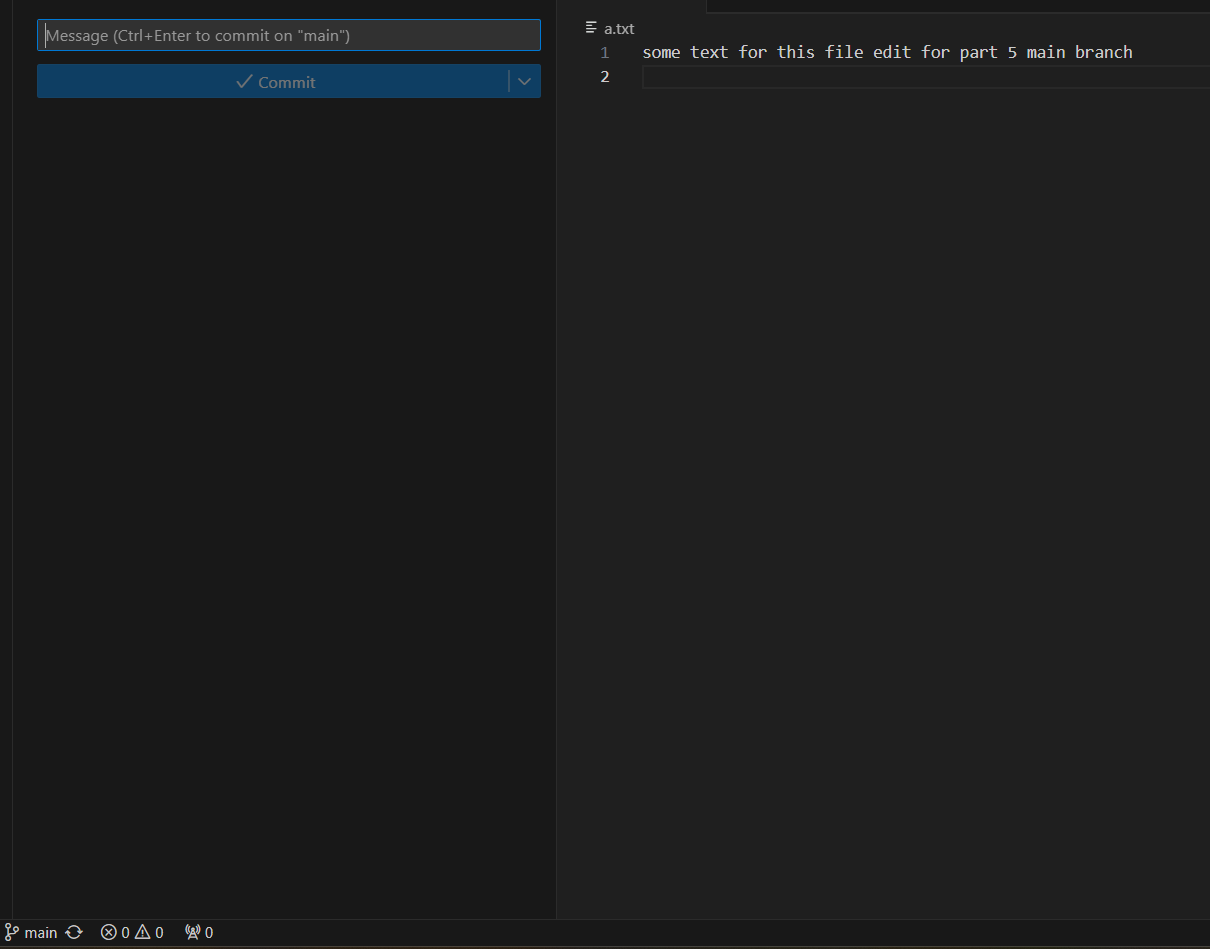 Message (Ctrl+Enter to commit on "main")
Commit
a.txt
1 some text for this file edit for part 5 main branch
2
main 0 0 0